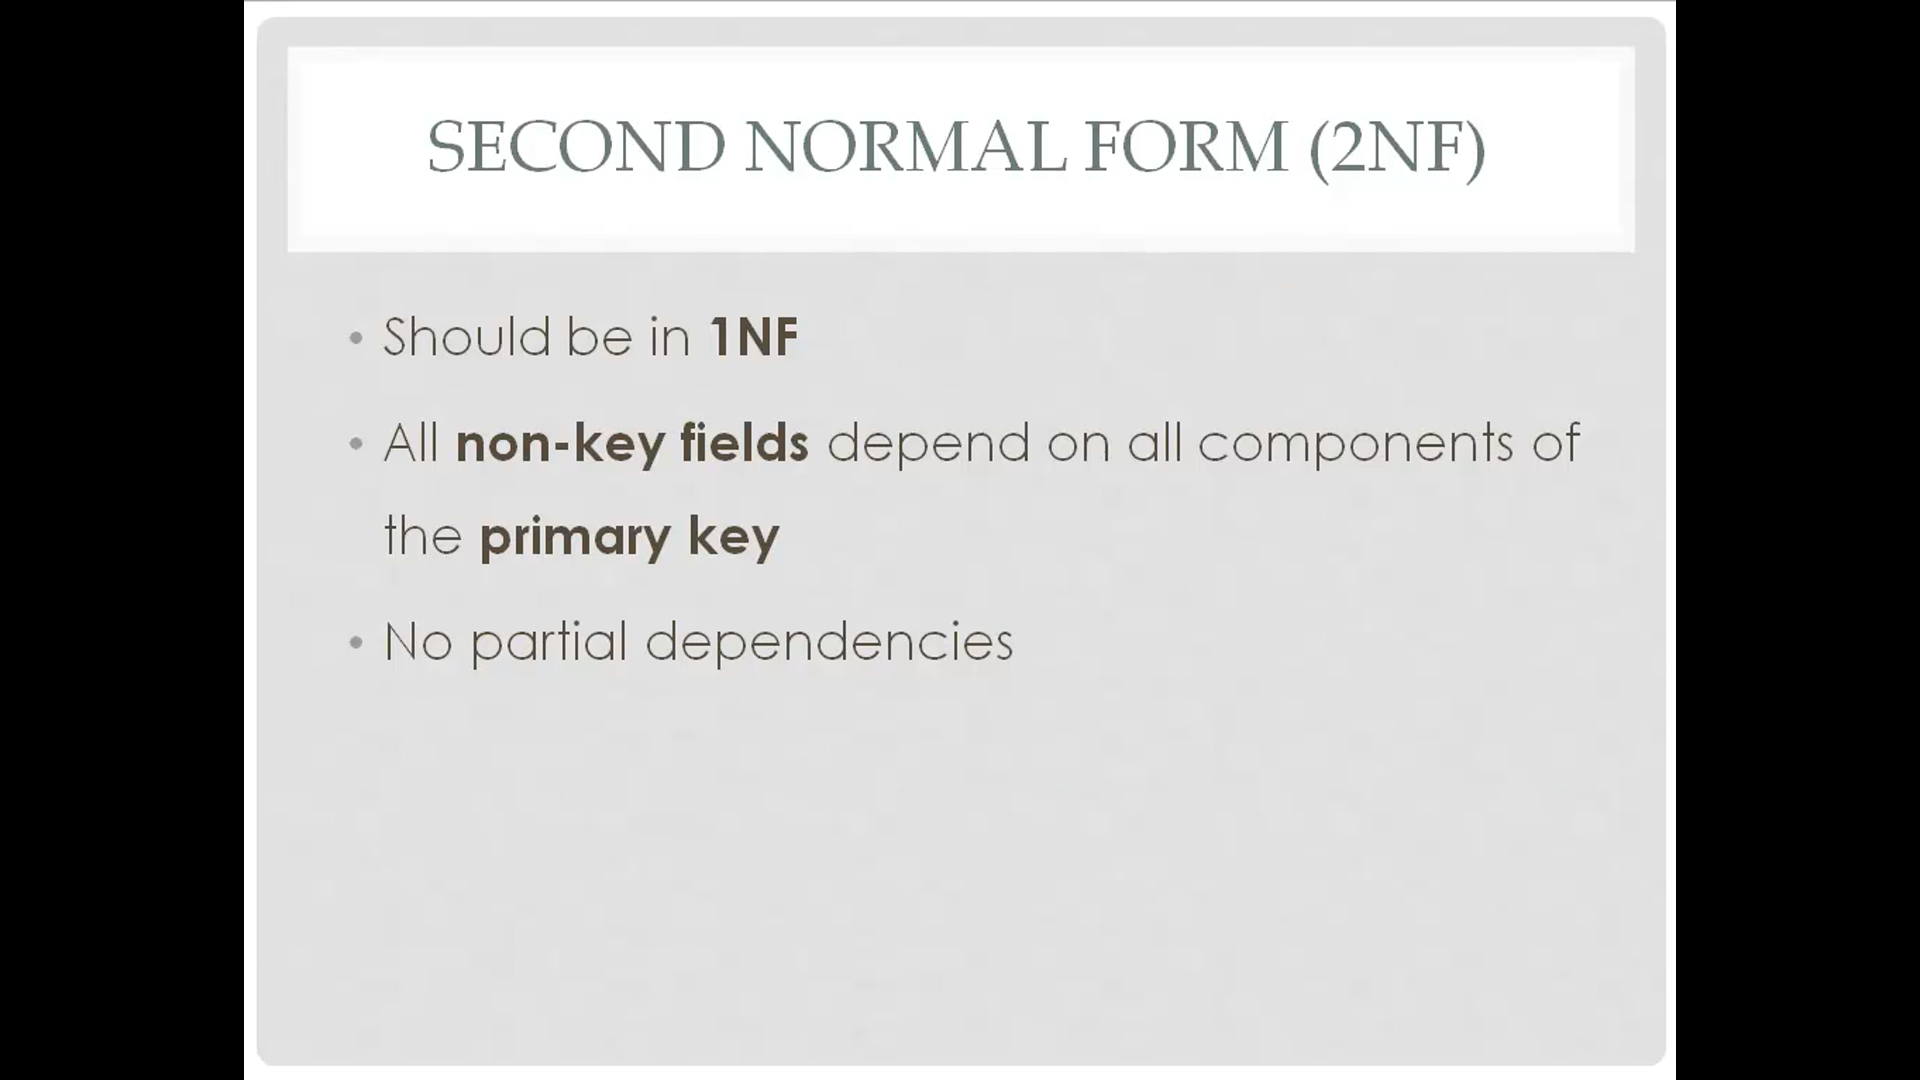 SECOND NORMAL FORM (2NF)
• Should be in 1NF
• All non-key fields depend on all components of
the primary key
• No partial dependencies